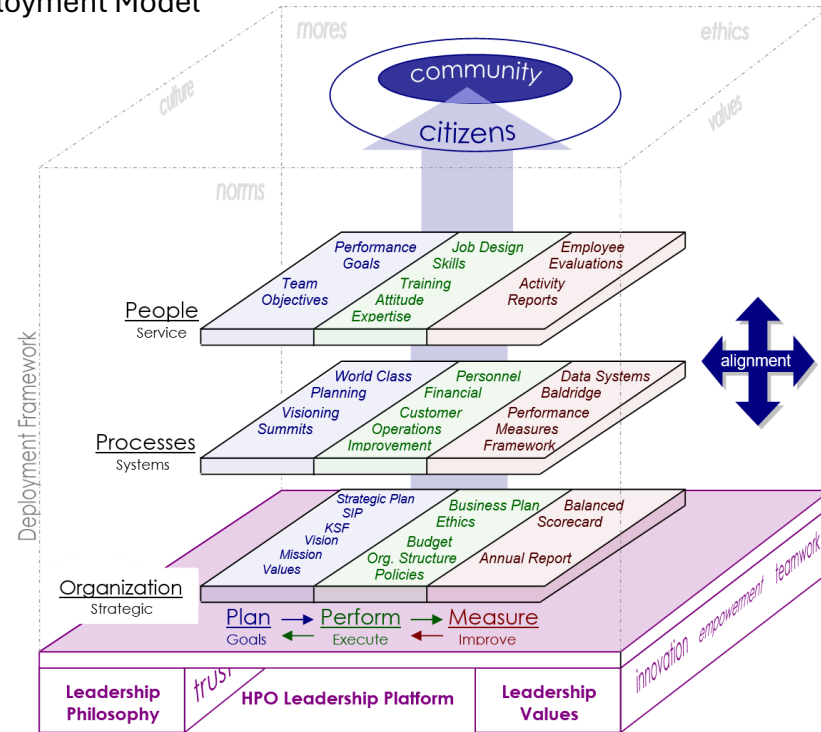 loyment Model
mores
ethics
culture
values
norms
community
citizens
Performance
Goals
Team
Objectives
Job Design
Skills
Training
Attitude
Expertise
Employee
Evaluations
Activity
Reports
People
Service
World Class
Planning
Visioning
Summits
Personnel
Financial
Customer
Operations
Improvement
Data Systems
Baldridge
Performance
Measures
Framework
Processes
Systems
alignment
Deployment Framework
Strategic Plan
SIP
KSF
Vision
Mission
Values
Business Plan
Ethics
Budget
Org. Structure
Policies
Balanced
Scorecard
Annual Report
Organization
Strategic
Plan Perform Measure
Goals Execute Improve
Leadership
Philosophy
trust
HPO Leadership Platform
Leadership
Values
innovation empowerment teamwork